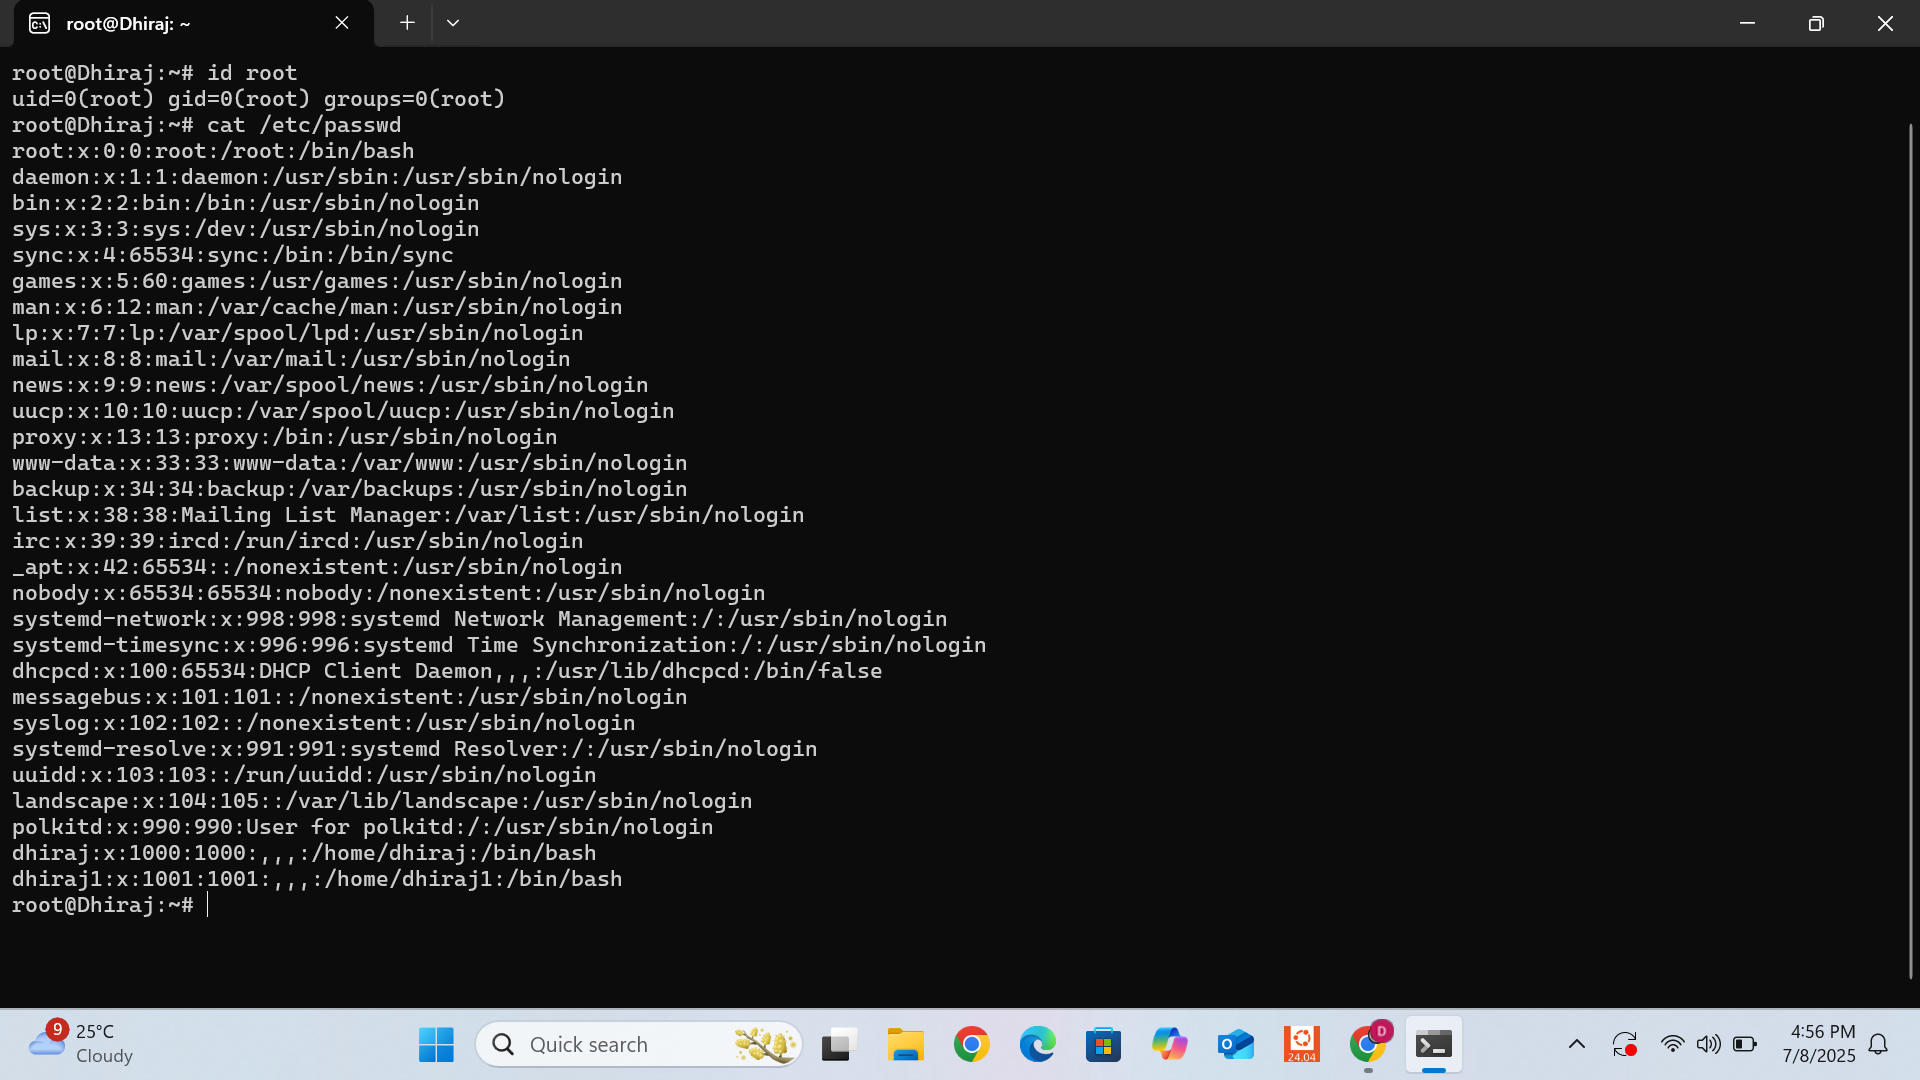 root@Dhiraj: ~
root@Dhiraj:~# id root
uid=0(root) gid=0(root) groups=0(root)
root@Dhiraj:~# cat /etc/passwd
root:x:0:0:root:/root:/bin/bash
daemon:x:1:1:daemon:/usr/sbin:/usr/sbin/nologin
bin:x:2:2:bin:/bin:/usr/sbin/nologin
sys:x:3:3:sys:/dev:/usr/sbin/nologin
sync:x:4:65534:sync:/bin:/bin/sync
games:x:5:60:games:/usr/games:/usr/sbin/nologin
man:x:6:12:man:/var/cache/man:/usr/sbin/nologin
lp:x:7:7:lp:/var/spool/lpd:/usr/sbin/nologin
mail:x:8:8:mail:/var/mail:/usr/sbin/nologin
news:x:9:9:news:/var/spool/news:/usr/sbin/nologin
uucp:x:10:10:uucp:/var/spool/uucp:/usr/sbin/nologin
proxy:x:13:13:proxy:/bin:/usr/sbin/nologin
www-data:x:33:33:www-data:/var/www:/usr/sbin/nologin
backup:x:34:34:backup:/var/backups:/usr/sbin/nologin
list:x:38:38:Mailing List Manager:/var/list:/usr/sbin/nologin
irc:x:39:39:ircd:/run/ircd:/usr/sbin/nologin
_apt:x:42:65534::/nonexistent:/usr/sbin/nologin
nobody:x:65534:65534:nobody:/nonexistent:/usr/sbin/nologin
systemd-network:x:998:998:systemd Network Management:/:/usr/sbin/nologin
systemd-timesync:x:996:996:systemd Time Synchronization:/:/usr/sbin/nologin
dhcpcd:x:100:65534:DHCP Client Daemon,,,:/usr/lib/dhcpcd:/bin/false
messagebus:x:101:101::/nonexistent:/usr/sbin/nologin
syslog:x:102:102::/nonexistent:/usr/sbin/nologin
systemd-resolve:x:991:991:systemd Resolver:/:/usr/sbin/nologin
uuidd:x:103:103::/run/uuidd:/usr/sbin/nologin
landscape:x:104:105::/var/lib/landscape:/usr/sbin/nologin
polkitd:x:990:990:User for polkitd:/:/usr/sbin/nologin
dhiraj:x:1000:1000:,,,:/home/dhiraj:/bin/bash
dhiraj1:x:1001:1001:,,,:/home/dhiraj1:/bin/bash
root@Dhiraj:~#
9
25°C
Cloudy
Quick search
24.04
D
4:56 PM
7/8/2025